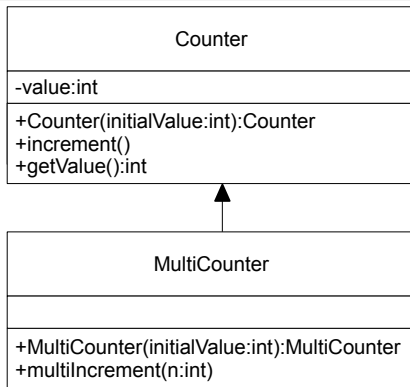 Counter
-value:int
+Counter(initialValue:int):Counter
+increment()
+getValue():int
MultiCounter
+MultiCounter(initialValue:int):MultiCounter
+multiIncrement(n:int)